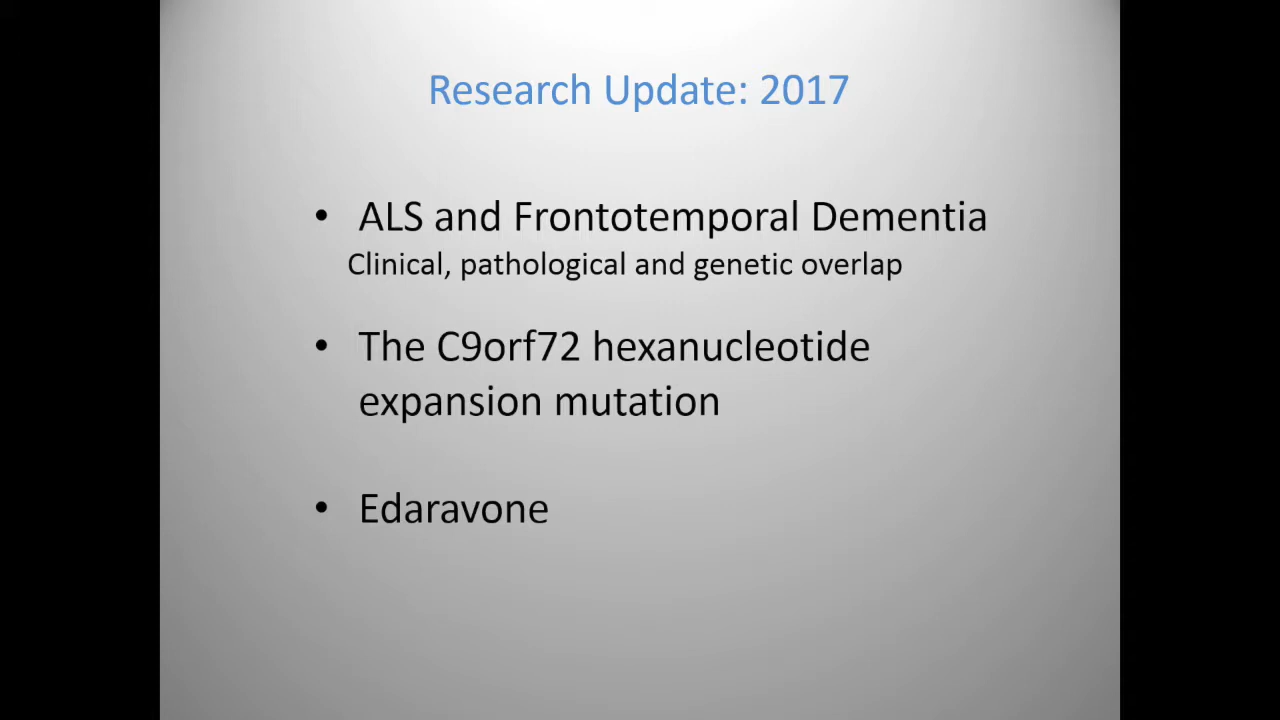 Research Update: 2017
• ALS and Frontotemporal Dementia
Clinical, pathological and genetic overlap
• The C9orf72 hexanucleotide
expansion mutation
• Edaravone